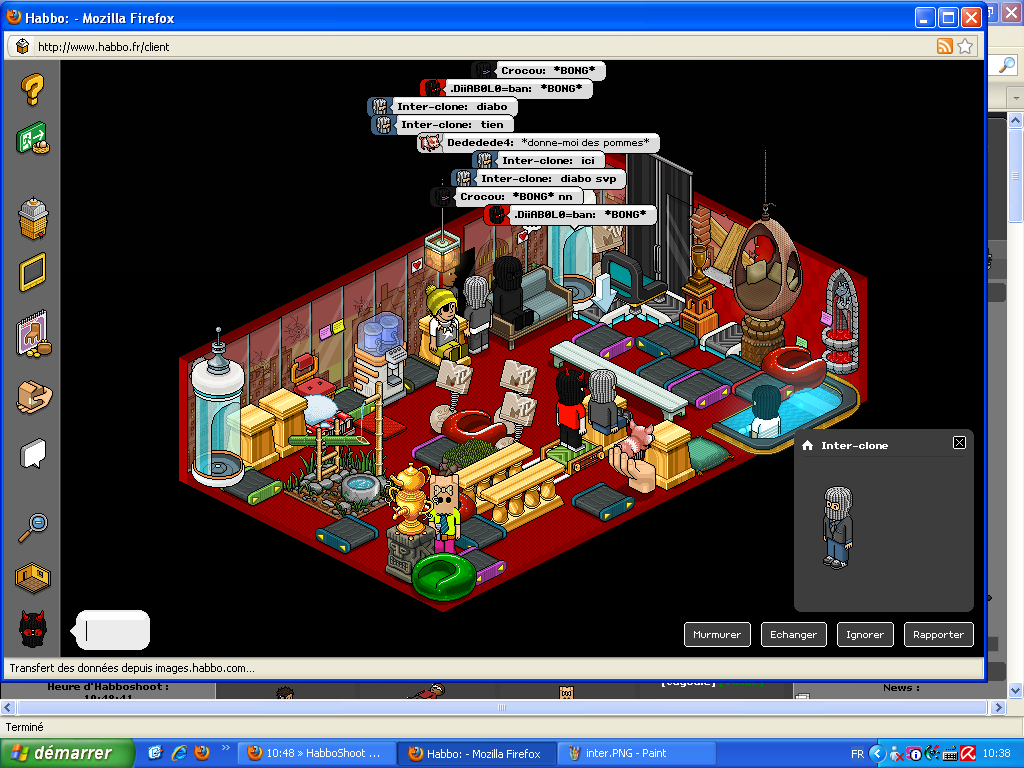 Habbo: - Mozilla Firefox
http://www.habbo.fr/client
Crocou: *BONG*
.DiiAB0L0=ban: *BONG*
Inter-clone: diabo
Inter-clone: tien
Dededede4: *donne-moi des pommes*
Inter-clone: ici
Inter-clone: diabo svp
Crocou: *BONG* nn
.DiiAB0L0=ban: *BONG*
Inter-clone
Murmurer Echanger Ignorer Rapporter
Transfert des données depuis images.habbo.com...
Heure d'Habboshoot :
News :
Terminé
démarrer
10:48 » HabboShoot ...
Habbo: - Mozilla Firefox
inter.PNG - Paint
FR
10:38